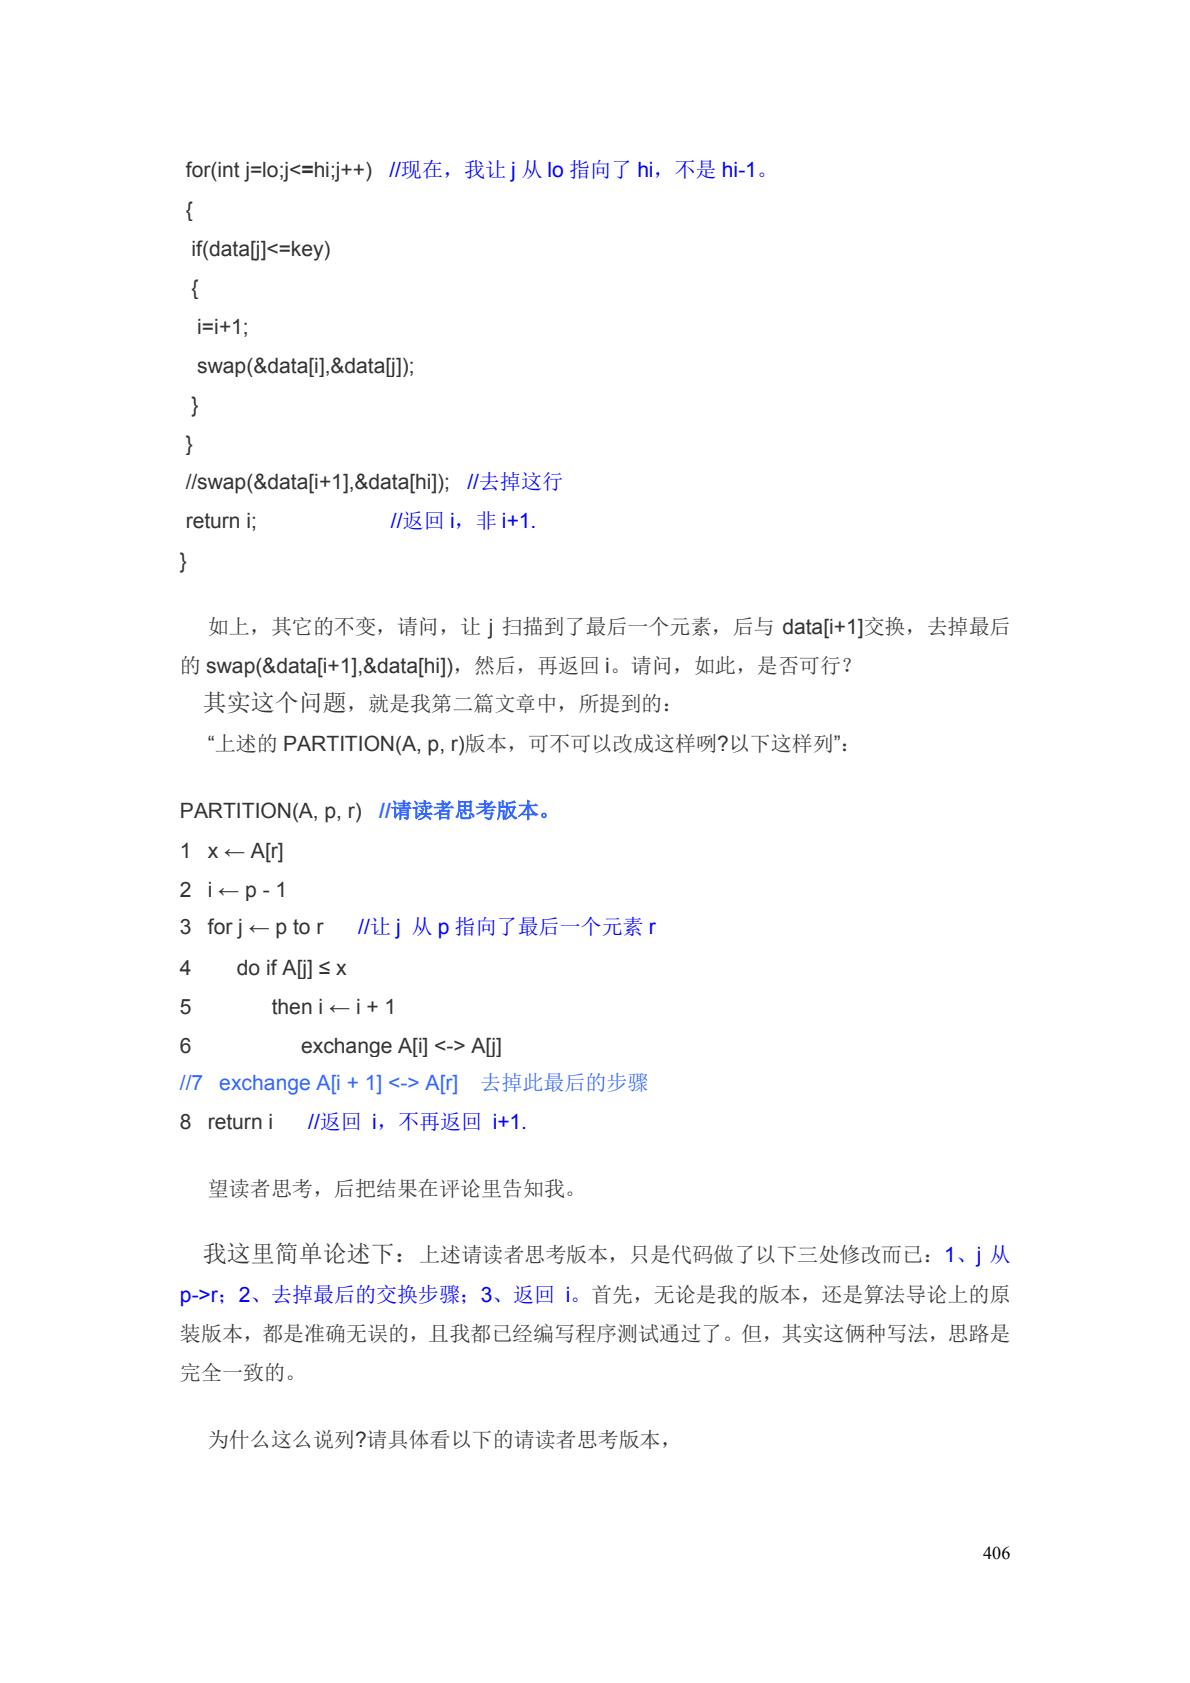 for(int j=lo;j<=hi;j++)   //现在，我让 j 从 lo 指向了 hi，不是 hi-1。
{
if(data[j]<=key)
{
i=i+1;
swap(&data[i],&data[j]);
}
}
//swap(&data[i+1],&data[hi]);   //去掉这行
return i;   //返回 i，非 i+1.
}
如上，其它的不变，请问，让 j 扫描到了最后一个元素，后与 data[i+1]交换，去掉最后
的 swap(&data[i+1],&data[hi])，然后，再返回 i。请问，如此，是否可行？
其实这个问题，就是我第二篇文章中，所提到的：
“上述的 PARTITION(A, p, r)版本，可不可以改成这样咧?以下这样列”：
PARTITION(A, p, r)   //请读者思考版本。
1   x ← A[r]
2   i ← p - 1
3   for j ← p to r   //让 j 从 p 指向了最后一个元素 r
4   do if A[j] ≤ x
5   then i ← i + 1
6   exchange A[i] <-> A[j]
//7   exchange A[i + 1] <-> A[r]   去掉此最后的步骤
8   return i   //返回 i，不再返回 i+1.
望读者思考，后把结果在评论里告知我。
我这里简单论述下：上述请读者思考版本，只是代码做了以下三处修改而已：1、j 从
p->r；2、去掉最后的交换步骤；3、返回 i。首先，无论是我的版本，还是算法导论上的原
装版本，都是准确无误的，且我都已经编写程序测试通过了。但，其实这俩种写法，思路是
完全一致的。
为什么这么说列?请具体看以下的请读者思考版本，
406